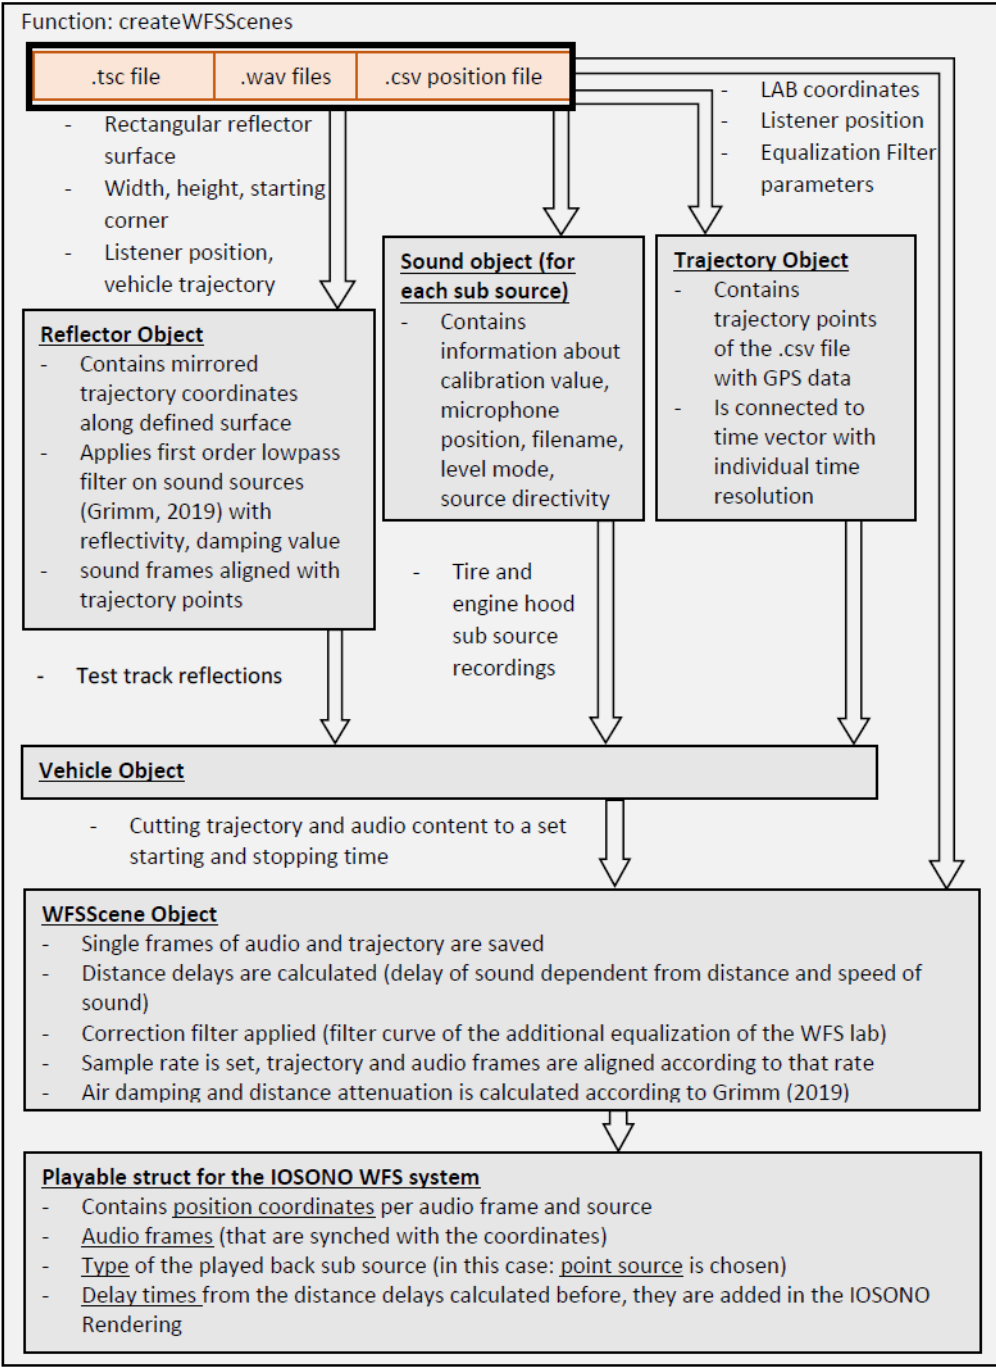 Function: createWFSScenes
.tsc file
.wav files
.csv position file
- LAB coordinates
- Listener position
- Equalization Filter
parameters
- Rectangular reflector
surface
- Width, height, starting
corner
- Listener position,
vehicle trajectory
Reflector Object
- Contains mirrored
trajectory coordinates
along defined surface
- Applies first order lowpass
filter on sound sources
(Grimm, 2019) with
reflectivity, damping value
- sound frames aligned with
trajectory points
Sound object (for
each sub source)
- Contains
information about
calibration value,
microphone
position, filename,
level mode,
source directivity
Trajectory Object
- Contains
trajectory points
of the .csv file
with GPS data
- Is connected to
time vector with
individual time
resolution
- Test track reflections
- Tire and
engine hood
sub source
recordings
Vehicle Object
- Cutting trajectory and audio content to a set
starting and stopping time
WFSScene Object
- Single frames of audio and trajectory are saved
- Distance delays are calculated (delay of sound dependent from distance and speed of
sound)
- Correction filter applied (filter curve of the additional equalization of the WFS lab)
- Sample rate is set, trajectory and audio frames are aligned according to that rate
- Air damping and distance attenuation is calculated according to Grimm (2019)
Playable struct for the IOSONO WFS system
- Contains position coordinates per audio frame and source
- Audio frames (that are synched with the coordinates)
- Type of the played back sub source (in this case: point source is chosen)
- Delay times from the distance delays calculated before, they are added in the IOSONO
Rendering